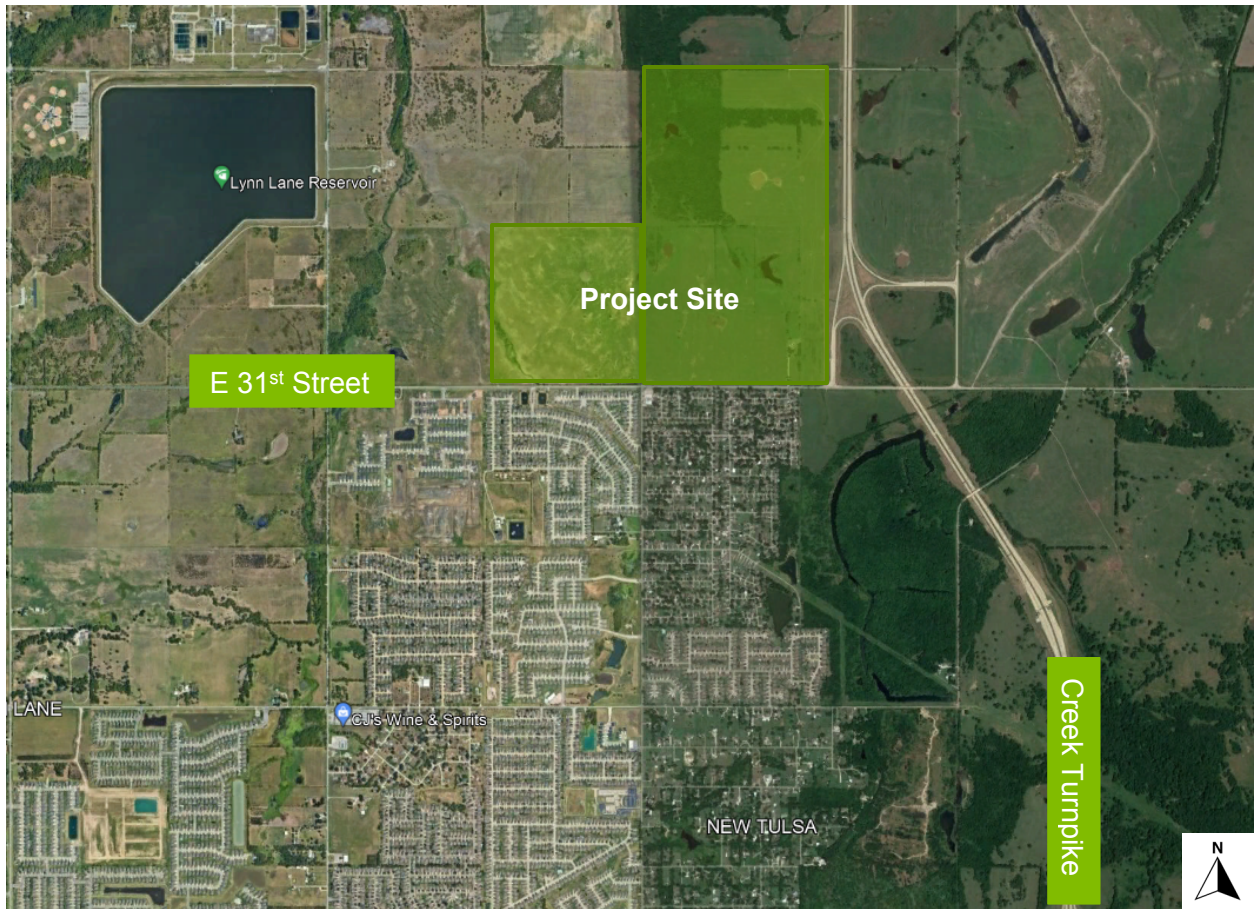 Lynn Lane Reservoir
Project Site
E 31st Street
LANE
CJ's Wine & Spirits
Creek Turnpike
NEW TULSA
N